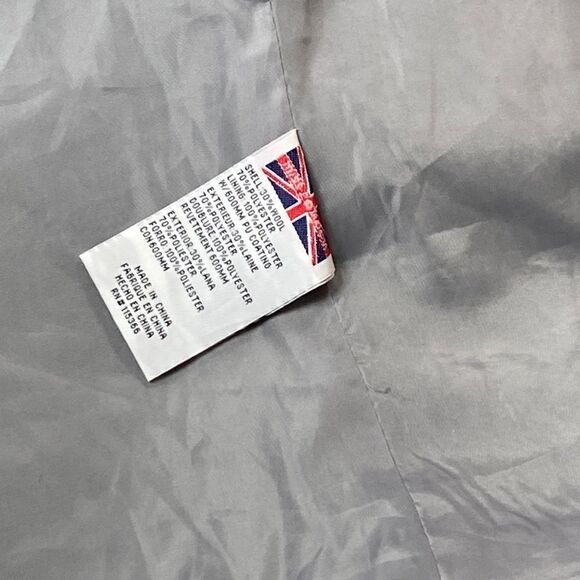 SHELL:30%WOOL
70%POLYESTER
LINING:100%POLYESTER
W/600MM PU COATING
EXTERIEUR:30%LAINE
70%POLYESTER
DOUBLURE:100%POLYESTER
REVETEMENT 600MM
EXTERIOR:30%LANA
70%POLYESTER
FORRO:100%POLIESTER
CON 600MM
MADE IN CHINA
FABRIQUE EN CHINA
HECHO EN CHINA
RN# 115366